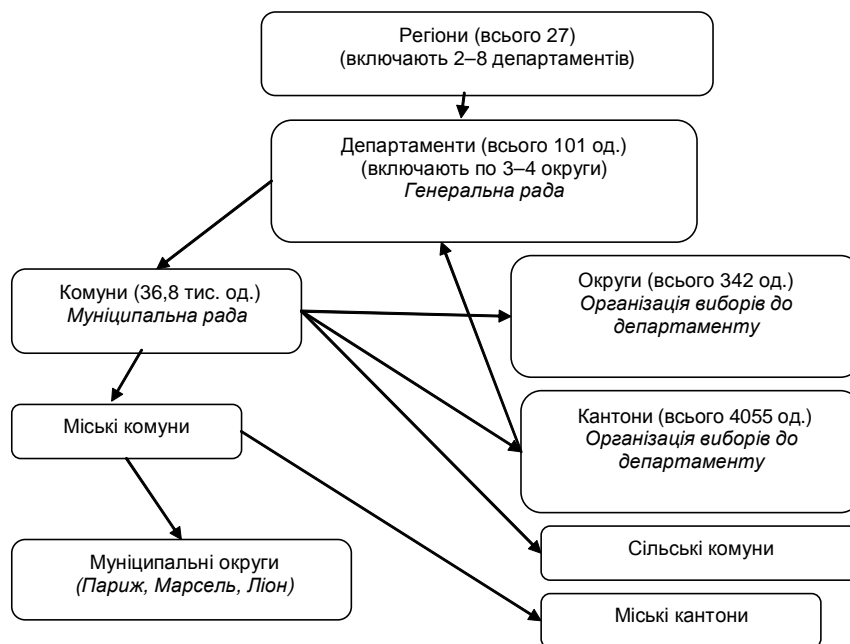 Регіони (всього 27)
(включають 2–8 департаментів)
Департаменти (всього 101 од.)
(включають по 3–4 округи)
Генеральна рада
Комуни (36,8 тис. од.)
Муніципальна рада
Округи (всього 342 од.)
Організація виборів до
департаменту
Міські комуни
Кантони (всього 4055 од.)
Організація виборів до
департаменту
Муніципальні округи
(Париж, Марсель, Ліон)
Сільські комуни
Міські кантони